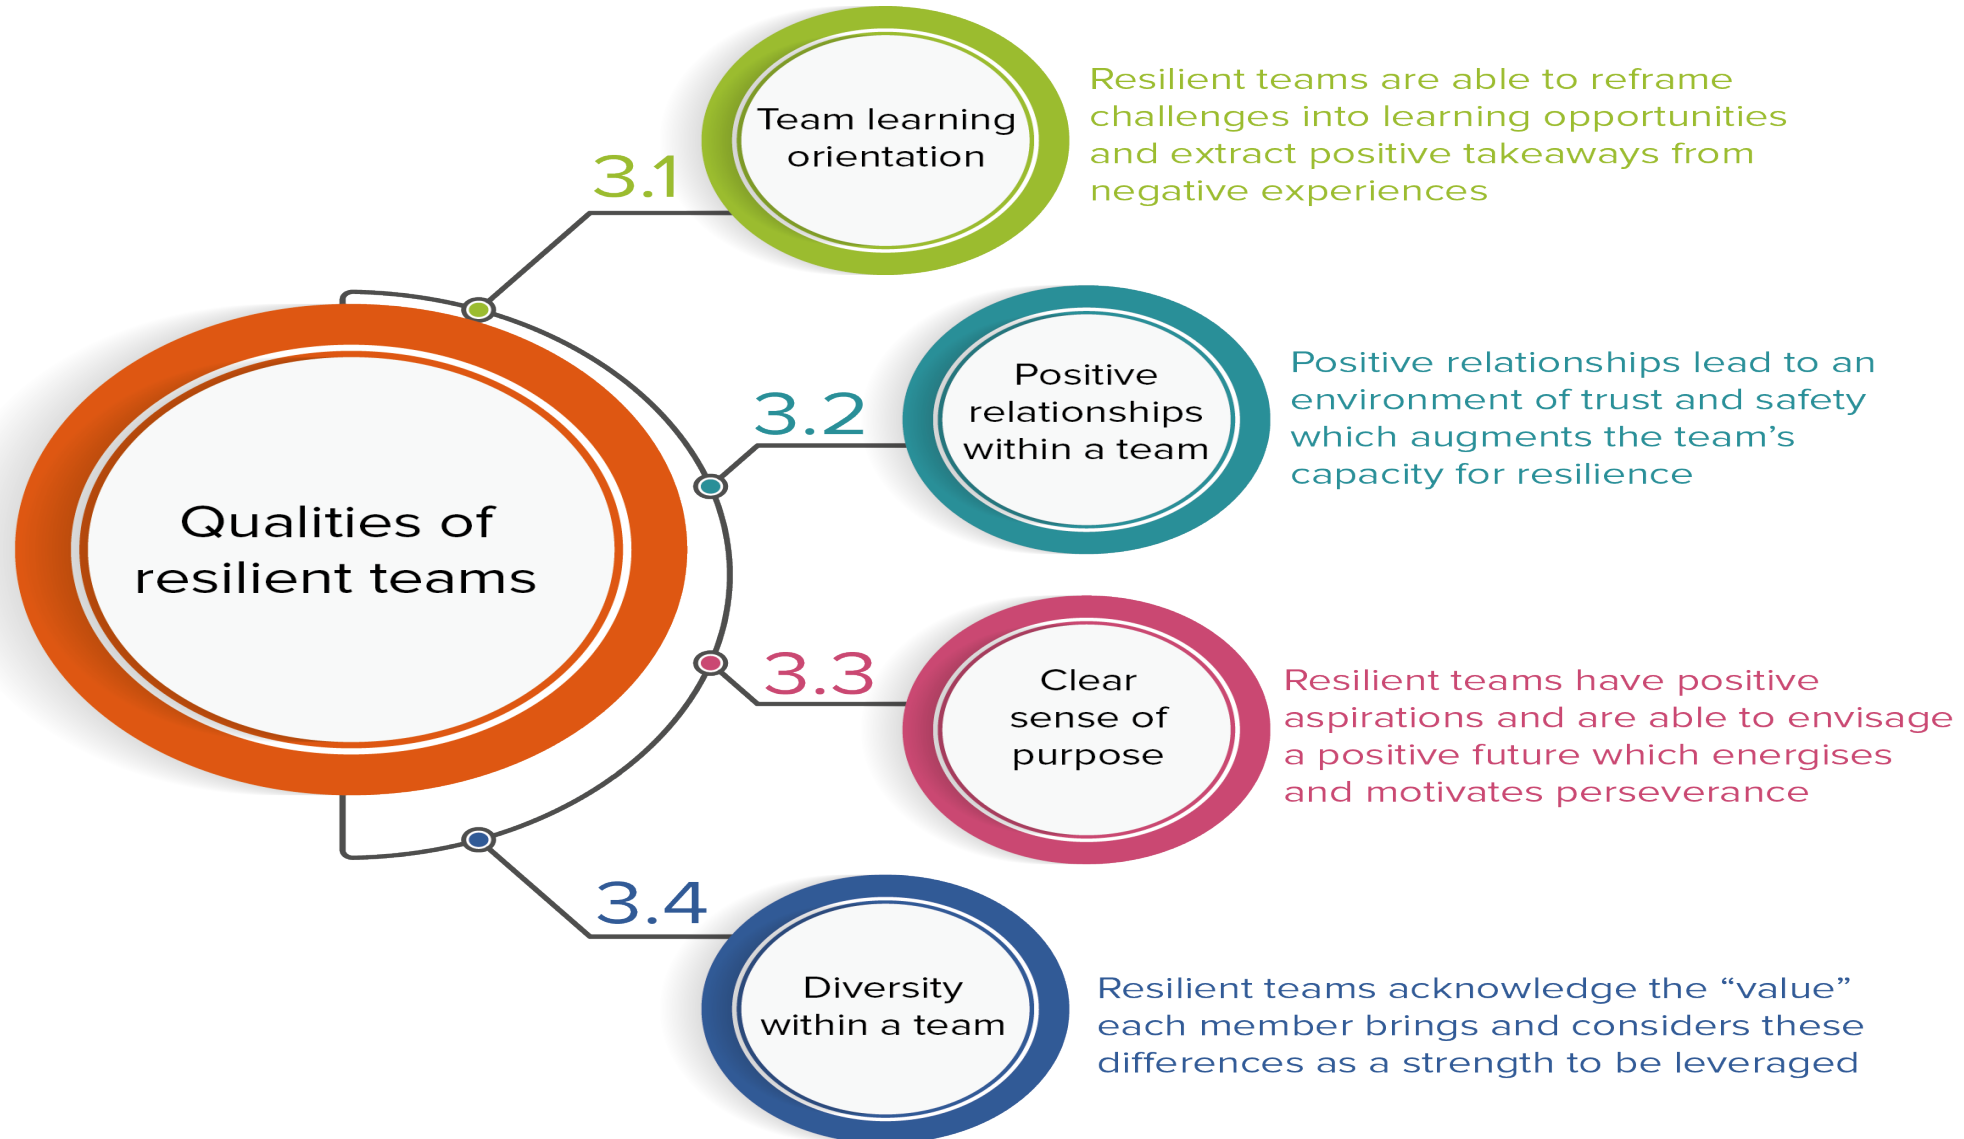 Qualities of
resilient teams
3.1
Team learning
orientation
Resilient teams are able to reframe
challenges into learning opportunities
and extract positive takeaways from
negative experiences
3.2
Positive
relationships
within a team
Positive relationships lead to an
environment of trust and safety
which augments the team’s
capacity for resilience
3.3
Clear
sense of
purpose
Resilient teams have positive
aspirations and are able to envisage
a positive future which energises
and motivates perseverance
3.4
Diversity
within a team
Resilient teams acknowledge the “value”
each member brings and considers these
differences as a strength to be leveraged